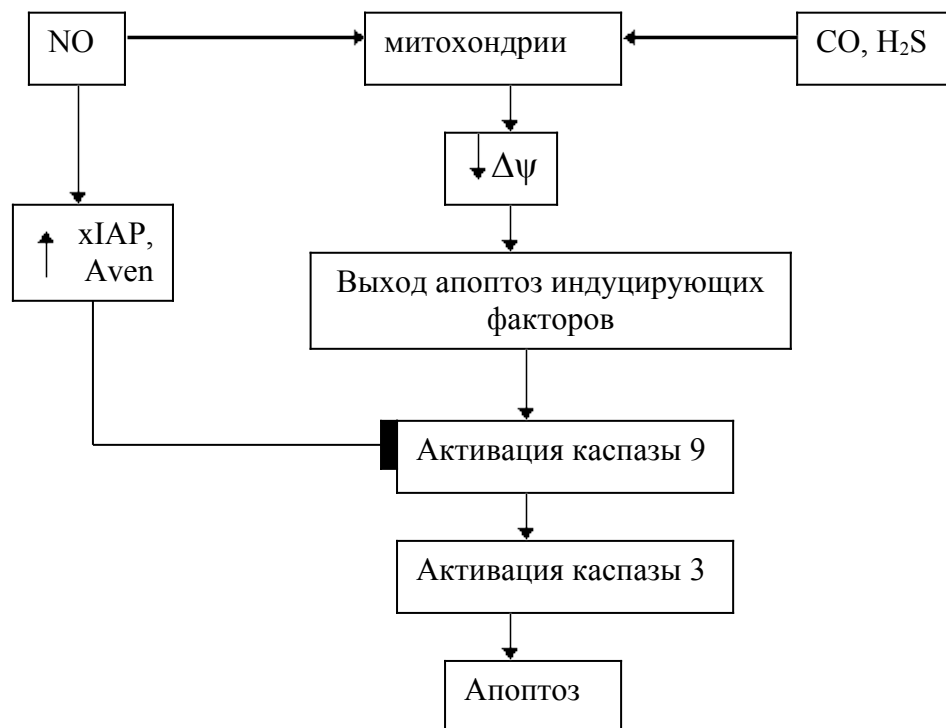 NO
митохондрии
CO, H₂S
Δψ
xIAP,
Aven
Выход апоптоз индуцирующих
факторов
Активация каспазы 9
Активация каспазы 3
Апоптоз